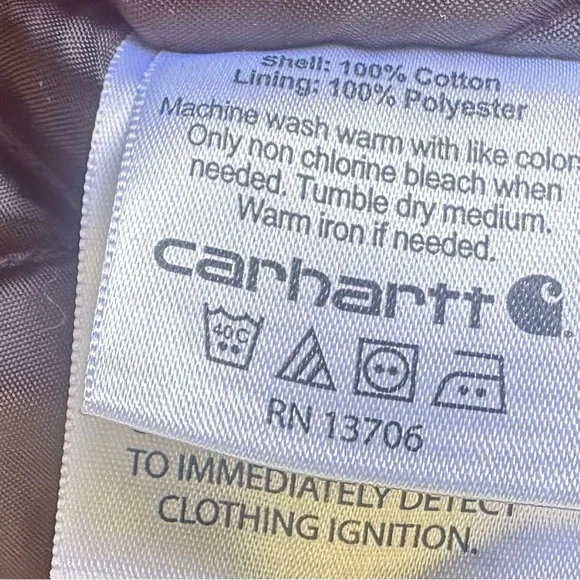 Shell: 100% Cotton
Lining: 100% Polyester
Machine wash warm with like color
Only non chlorine bleach when
needed. Tumble dry medium.
Warm iron if needed.
carhartt
40C
RN 13706
TO IMMEDIATELY DETECT
CLOTHING IGNITION.